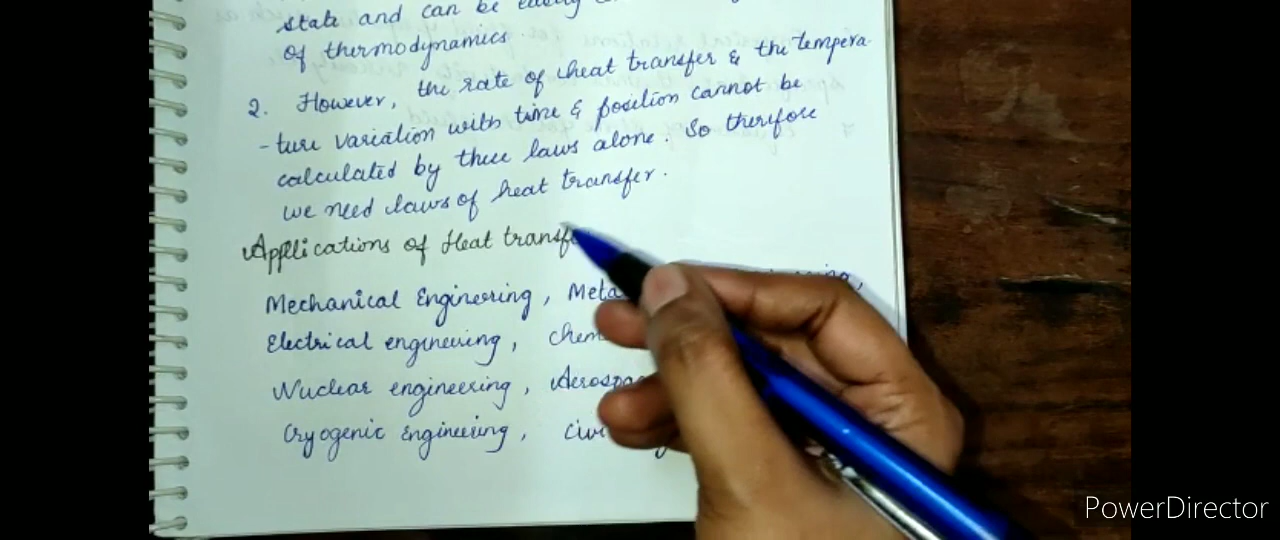 state and can be
of thermodynamics
2. However, the rate of heat transfer & the tempera
-ture variation with time & position cannot be
calculated by these laws alone. So therefore
we need laws of heat transfer.
Applications of Heat transf
Mechanical Engineering, Meta
Electrical engineering, chem
Nuclear engineering, Aerospa
Cryogenic Engineering, civi
PowerDirector